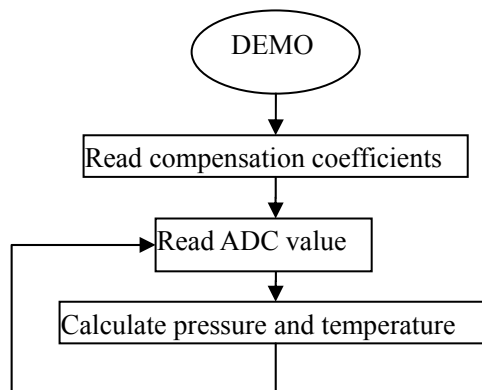 DEMO
Read compensation coefficients
Read ADC value
Calculate pressure and temperature